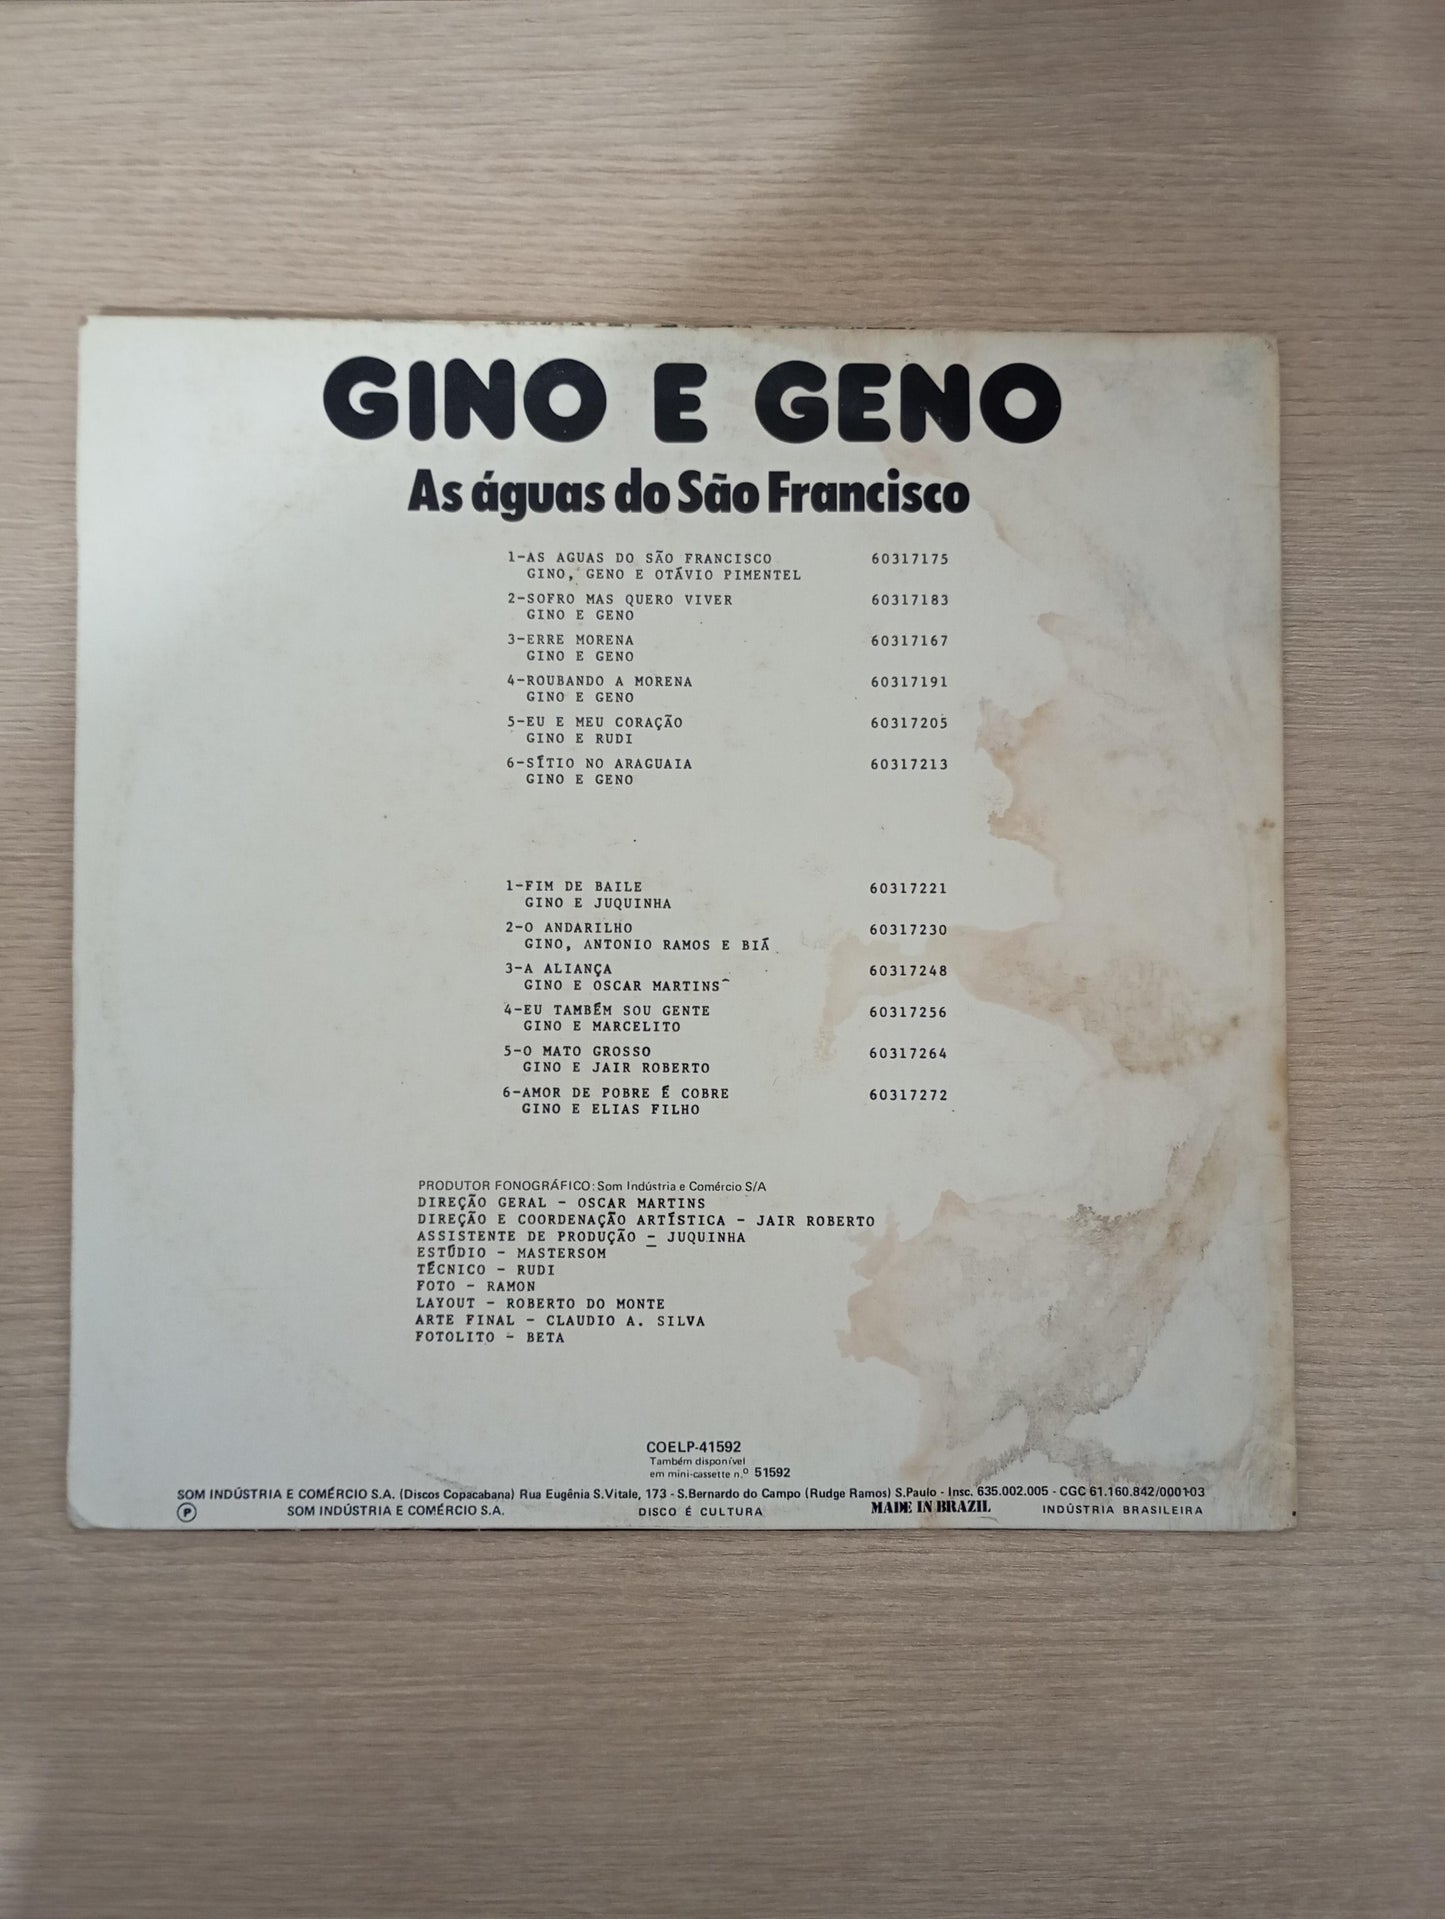 GINO E GENO
As águas do São Francisco
1-AS AGUAS DO SÃO FRANCISCO 60317175
GINO, GENO E OTÁVIO PIMENTEL
2-SOFRO MAS QUERO VIVER 60317183
GINO E GENO
3-ERRE MORENA 60317167
GINO E GENO
4-ROUBANDO A MORENA 60317191
GINO E GENO
5-EU E MEU CORAÇÃO 60317205
GINO E RUDI
6-SÍTIO NO ARAGUAIA 60317213
GINO E GENO
1-FIM DE BAILE 60317221
GINO E JUQUINHA
2-O ANDARILHO 60317230
GINO, ANTONIO RAMOS E BIÁ
3-A ALIANÇA 60317248
GINO E OSCAR MARTINS
4-EU TAMBÉM SOU GENTE 60317256
GINO E MARCELITO
5-O MATO GROSSO 60317264
GINO E JAIR ROBERTO
6-AMOR DE POBRE É COBRE 60317272
GINO E ELIAS FILHO
PRODUTOR FONOGRÁFICO: Som Indústria e Comércio S/A
DIREÇÃO GERAL - OSCAR MARTINS
DIREÇÃO E COORDENAÇÃO ARTÍSTICA - JAIR ROBERTO
ASSISTENTE DE PRODUÇÃO - JUQUINHA
ESTÚDIO - MASTERSOM
TÉCNICO - RUDI
FOTO - RAMON
LAYOUT - ROBERTO DO MONTE
ARTE FINAL - CLAUDIO A. SILVA
FOTOLITO - BETA
COELP-41592
Também disponível
em mini-cassette n.º 51592
SOM INDÚSTRIA E COMÉRCIO S.A. (Discos Copacabana) Rua Eugênia S.Vitale, 173 - S.Bernardo do Campo (Rudge Ramos) S.Paulo - Insc. 635.002.005 - CGC 61.160.842/0001-03
Ⓟ SOM INDÚSTRIA E COMÉRCIO S.A. DISCO É CULTURA MADE IN BRAZIL INDÚSTRIA BRASILEIRA